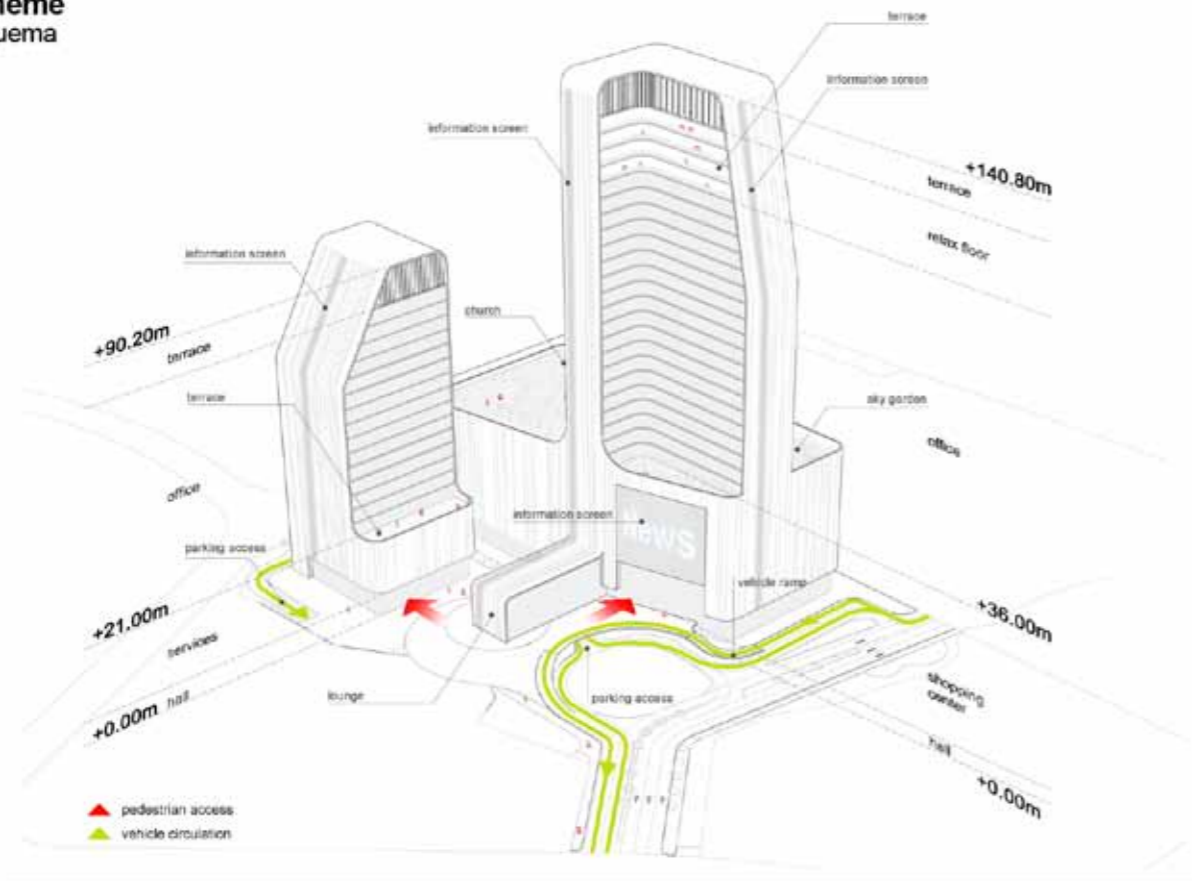 uema
terrace
information screen
information screen
+140.80m
terrace
relax floor
information screen
+90.20m
terrace
church
terrace
sky garden
office
office
information screen
News
parking access
vehicle ramp
+21.00m
services
+36.00m
lounge
parking access
shopping
center
hall
+0.00m
hall
+0.00m
pedestrian access
vehicle circulation